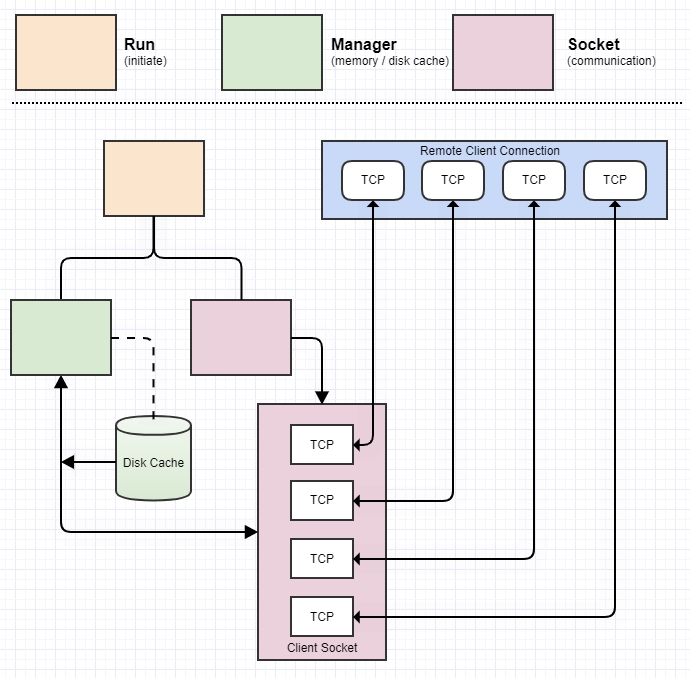 Run
(initiate)
Manager
(memory / disk cache)
Socket
(communication)
Remote Client Connection
TCP
TCP
TCP
TCP
Disk Cache
TCP
TCP
TCP
TCP
Client Socket